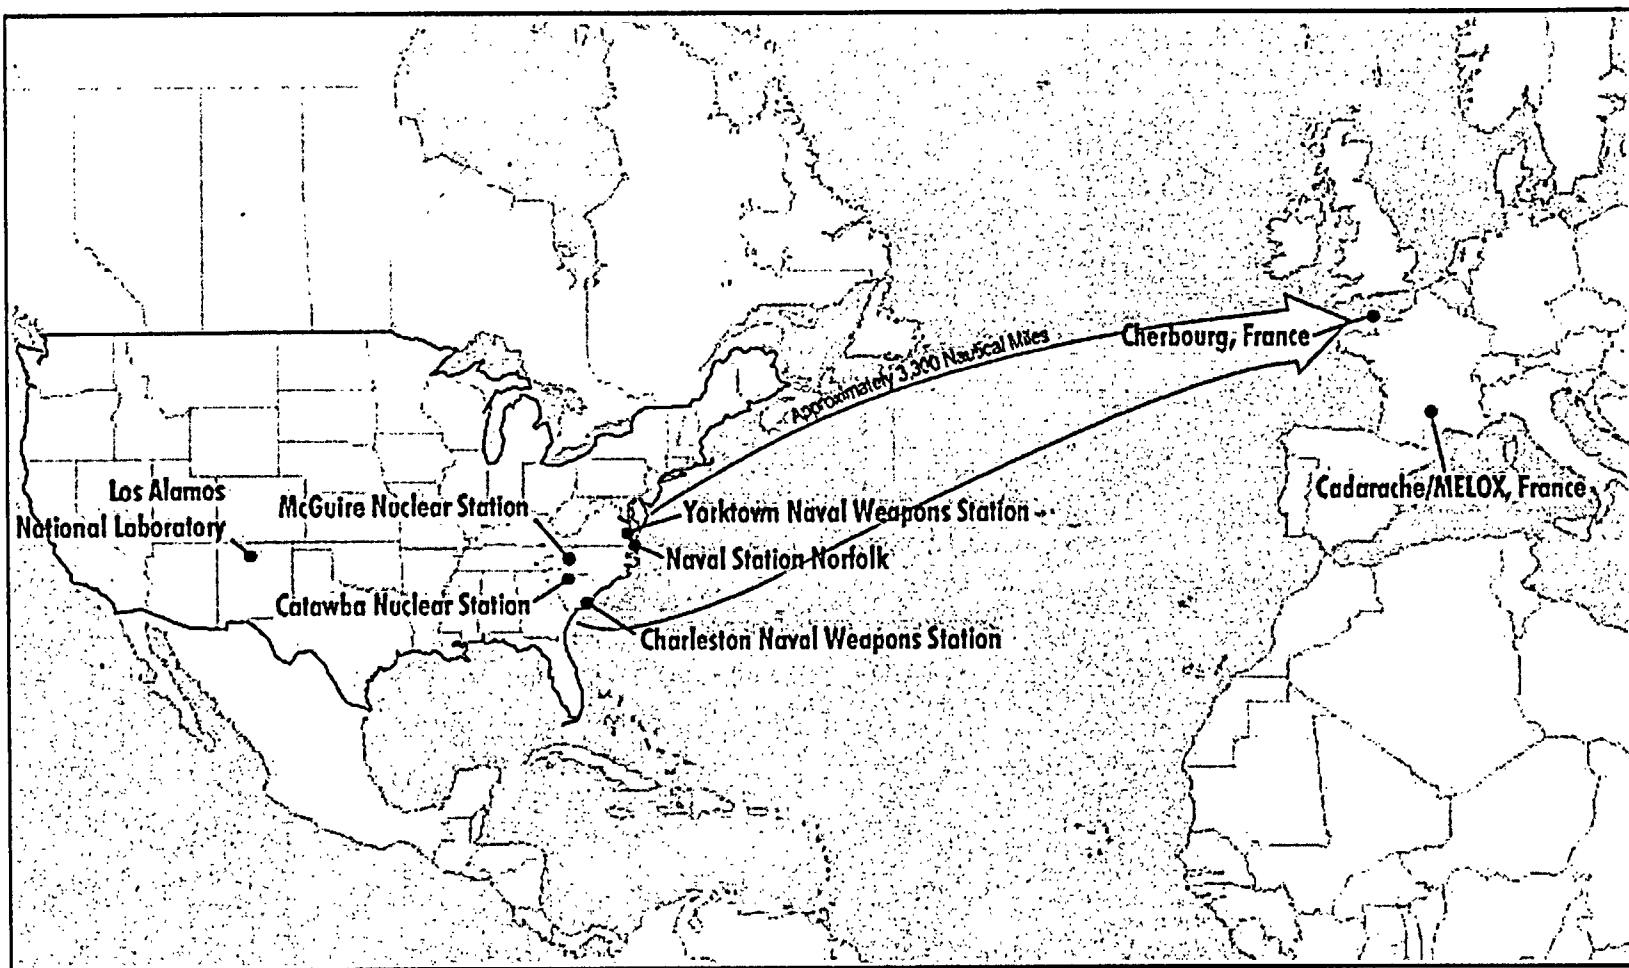 Approximately 3,300 Nautical Miles
Cherbourg, France
Los Alamos
National Laboratory
McGuire Nuclear Station
Yorktown Naval Weapons Station
Cadarache/MELOX, France
Naval Station Norfolk
Catawba Nuclear Station
Charleston Naval Weapons Station